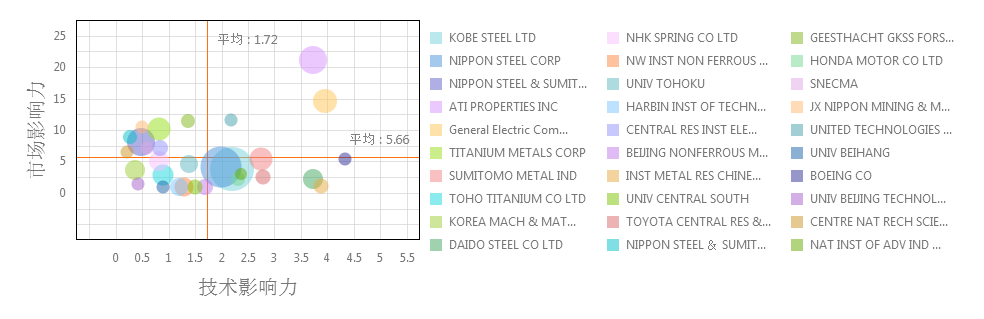 市场影响力
25
20
15
10
5
0
平均 : 1.72
平均 : 5.66
0 0.5 1 1.5 2 2.5 3 3.5 4 4.5 5 5.5
技术影响力
KOBE STEEL LTD
NIPPON STEEL CORP
NIPPON STEEL & SUMIT...
ATI PROPERTIES INC
General Electric Com...
TITANIUM METALS CORP
SUMITOMO METAL IND
TOHO TITANIUM CO LTD
KOREA MACH & MAT...
DAIDO STEEL CO LTD
NHK SPRING CO LTD
NW INST NON FERROUS ...
UNIV TOHOKU
HARBIN INST OF TECHN...
CENTRAL RES INST ELE...
BEIJING NONFERROUS M...
INST METAL RES CHINE...
UNIV CENTRAL SOUTH
TOYOTA CENTRAL RES &...
NIPPON STEEL & SUMIT...
GEESTHACHT GKSS FORS...
HONDA MOTOR CO LTD
SNECMA
JX NIPPON MINING & M...
UNITED TECHNOLOGIES ...
UNIV BEIHANG
BOEING CO
UNIV BEIJING TECHNOL...
CENTRE NAT RECH SCIE...
NAT INST OF ADV IND ...